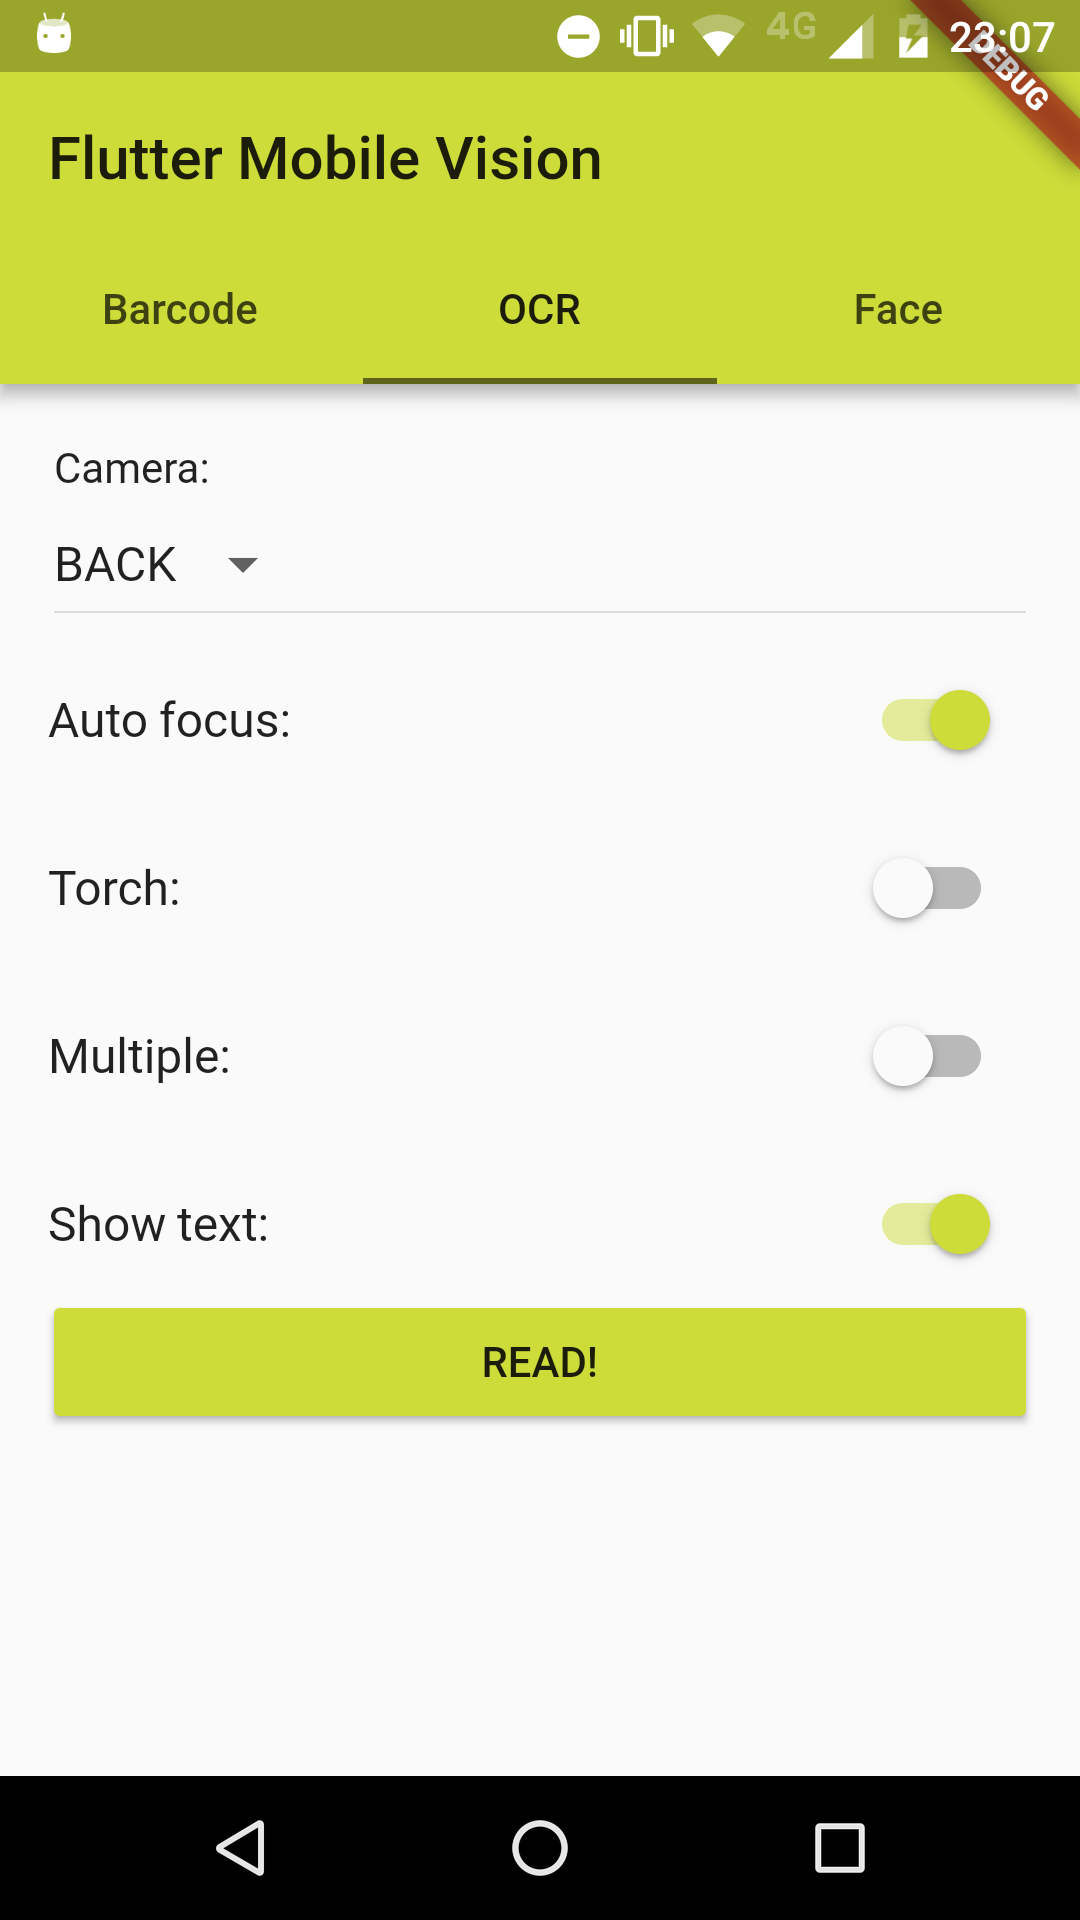 4G 23:07
DEBUG
Flutter Mobile Vision
Barcode OCR Face
Camera:
BACK
Auto focus:
Torch:
Multiple:
Show text:
READ!